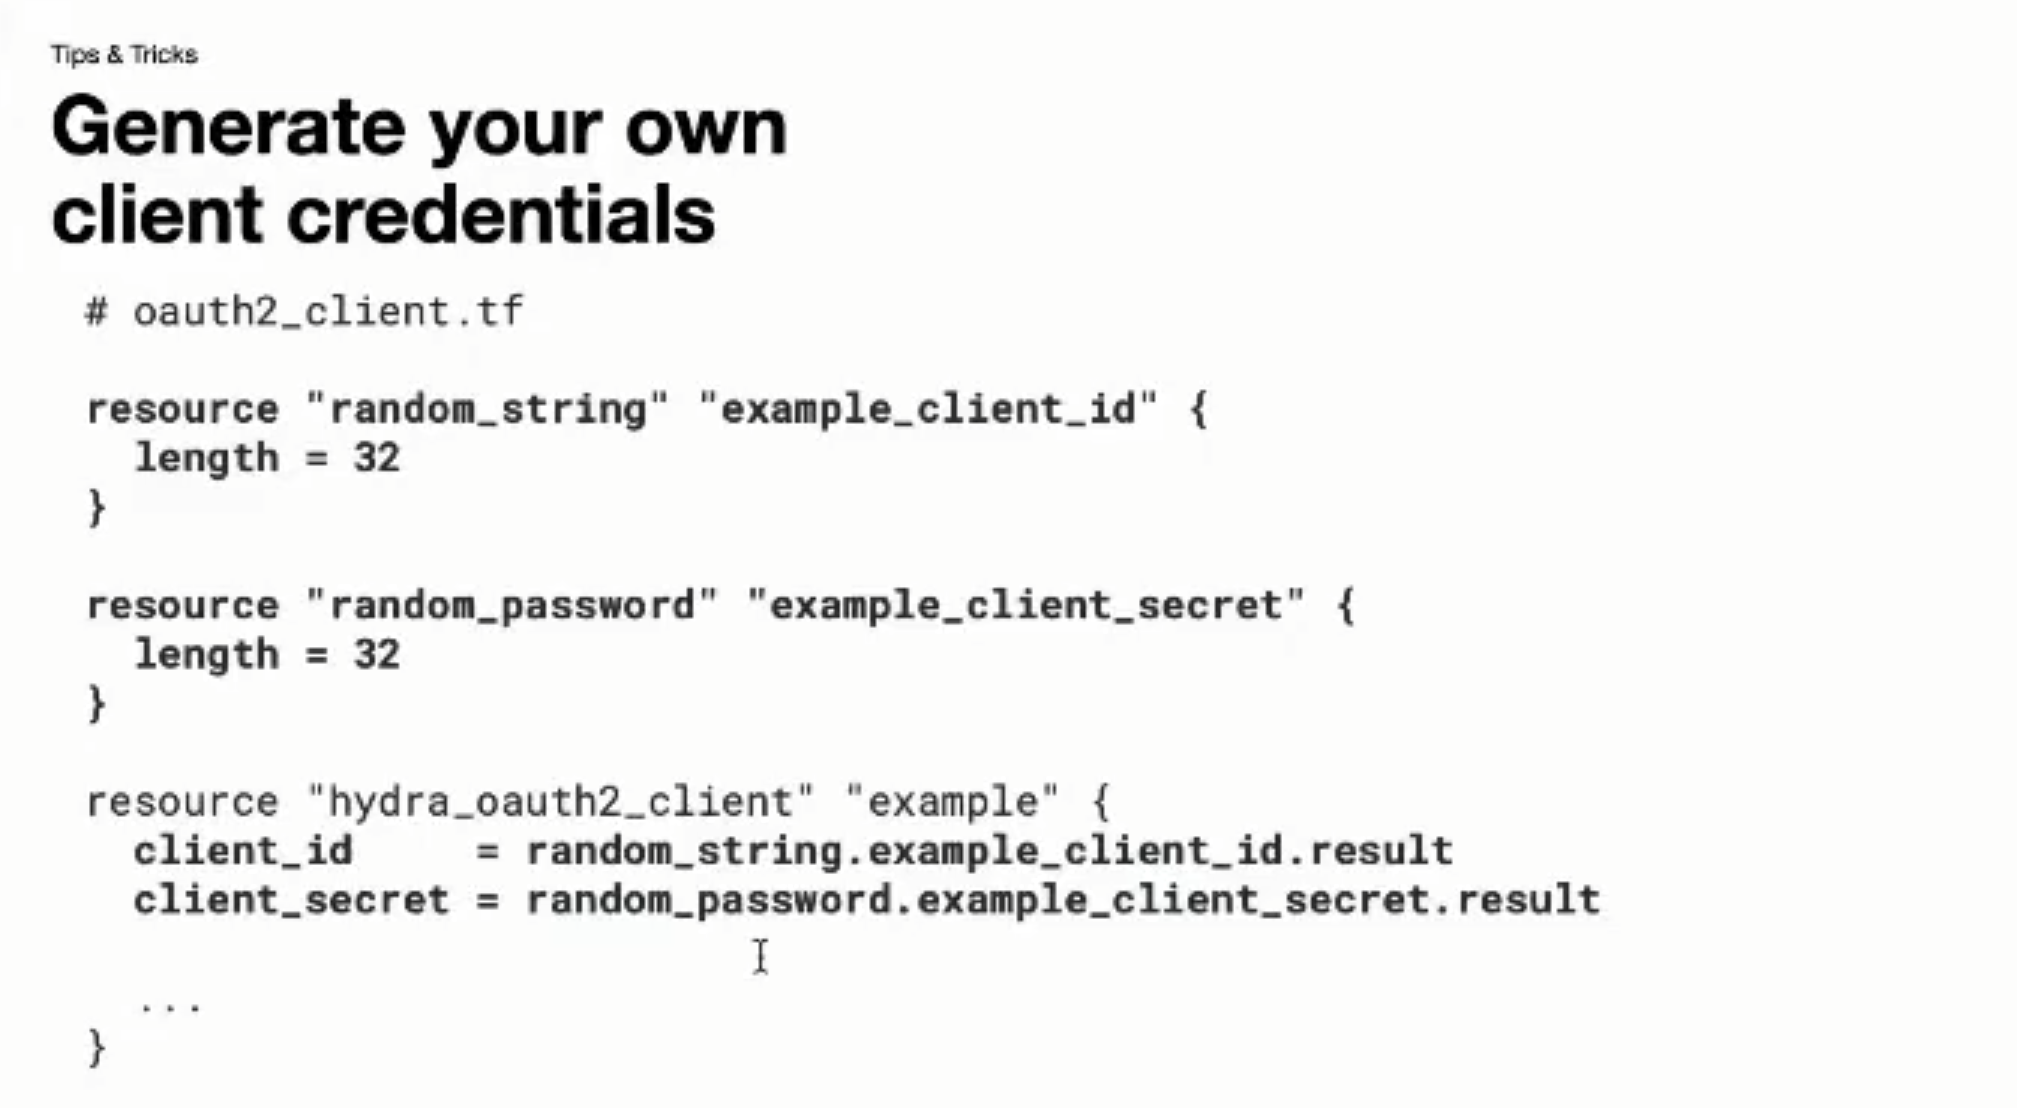 Tips & Tricks
Generate your own
client credentials
# oauth2_client.tf
resource "random_string" "example_client_id" {
  length = 32
}
resource "random_password" "example_client_secret" {
  length = 32
}
resource "hydra_oauth2_client" "example" {
  client_id     = random_string.example_client_id.result
  client_secret = random_password.example_client_secret.result
  ...
}